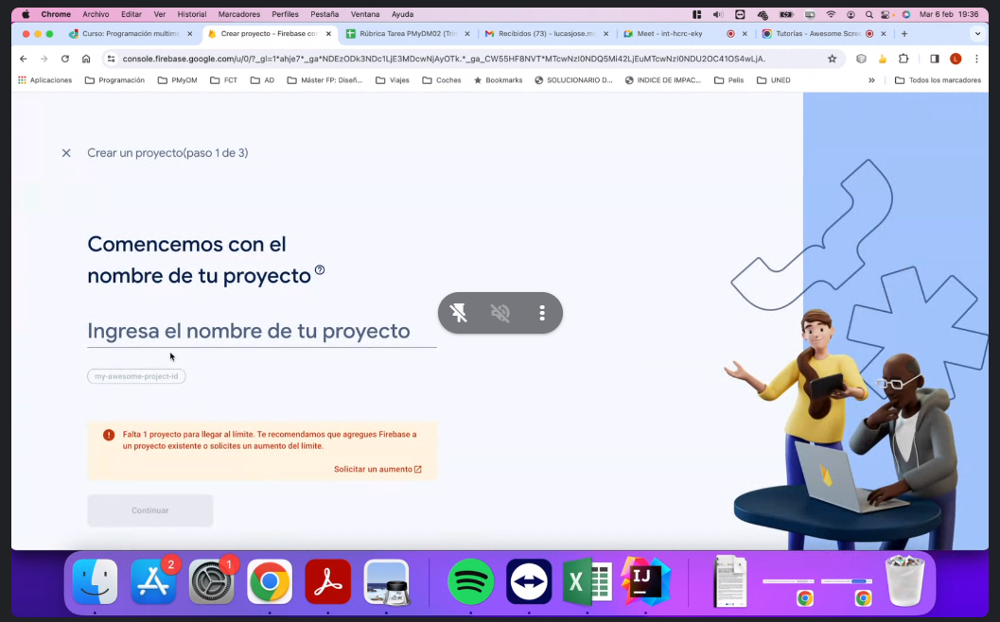 Chrome Archivo Editar Ver Historial Marcadores Perfiles Pestaña Ventana Ayuda Mar 6 feb 19:36
Curso: Programación multime Crear proyecto - Firebase con Rúbrica Tarea PMyDM02 (Trin Recibidos (73) - lucasjose.mo Meet - int-hcrc-eky Tutorías - Awesome Scree
console.firebase.google.com/u/0/?_gl=1*ahje7*_ga*
Aplicaciones Programación PMyDM FCT AD Máster FP: Diseñ... Viajes Coches Bookmarks SOLUCIONARIO D... INDICE DE IMPAC... Pelis UNED Todos los marcadores
Crear un proyecto(paso 1 de 3)
Comencemos con el
nombre de tu proyecto
Ingresa el nombre de tu proyecto
my-awesome-project-id
Falta 1 proyecto para llegar al límite. Te recomendamos que agregues Firebase a
un proyecto existente o solicites un aumento del límite.
Solicitar un aumento
Continuar
2
1
IJ